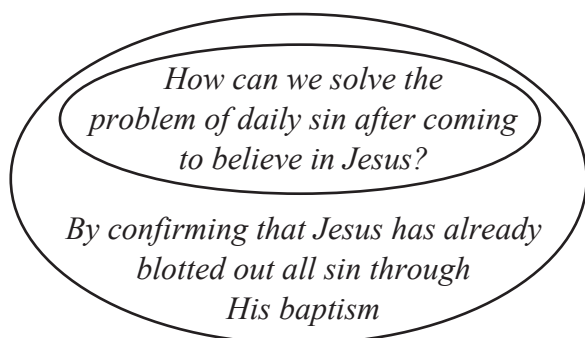 How can we solve the
problem of daily sin after coming
to believe in Jesus?
By confirming that Jesus has already
blotted out all sin through
His baptism